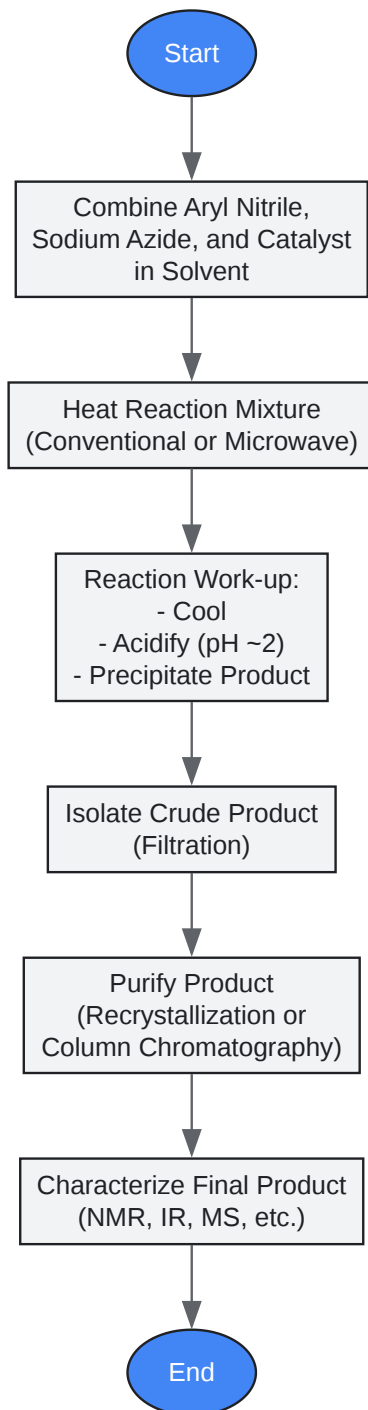 Start
Combine Aryl Nitrile,
Sodium Azide, and Catalyst
in Solvent
Heat Reaction Mixture
(Conventional or Microwave)
Reaction Work-up:
- Cool
- Acidify (pH ~2)
- Precipitate Product
Isolate Crude Product
(Filtration)
Purify Product
(Recrystallization or
Column Chromatography)
Characterize Final Product
(NMR, IR, MS, etc.)
End